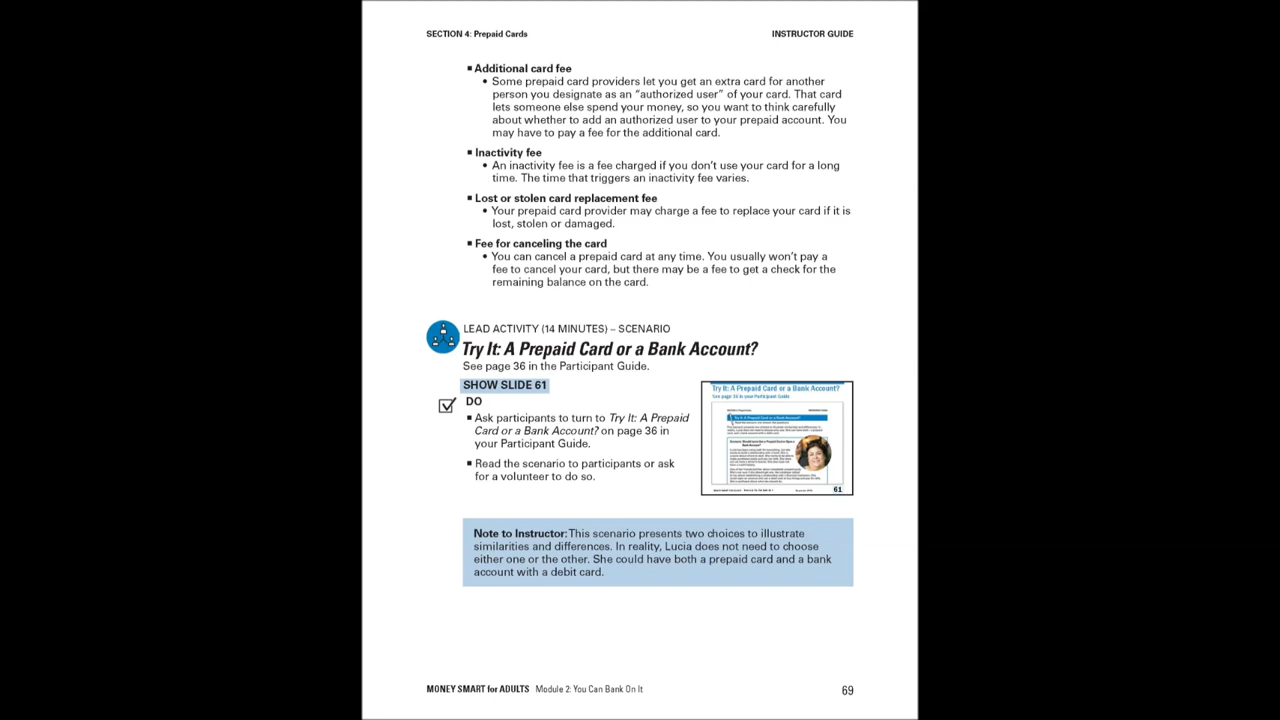 SECTION 4: Prepaid Cards
INSTRUCTOR GUIDE
■ Additional card fee
• Some prepaid card providers let you get an extra card for another
person you designate as an “authorized user” of your card. That card
lets someone else spend your money, so you want to think carefully
about whether to add an authorized user to your prepaid account. You
may have to pay a fee for the additional card.
■ Inactivity fee
• An inactivity fee is a fee charged if you don’t use your card for a long
time. The time that triggers an inactivity fee varies.
■ Lost or stolen card replacement fee
• Your prepaid card provider may charge a fee to replace your card if it is
lost, stolen or damaged.
■ Fee for canceling the card
• You can cancel a prepaid card at any time. You usually won’t pay a
fee to cancel your card, but there may be a fee to get a check for the
remaining balance on the card.
LEAD ACTIVITY (14 MINUTES) – SCENARIO
Try It: A Prepaid Card or a Bank Account?
See page 36 in the Participant Guide.
SHOW SLIDE 61
DO
■ Ask participants to turn to Try It: A Prepaid
Card or a Bank Account? on page 36 in
your Participant Guide.
■ Read the scenario to participants or ask
for a volunteer to do so.
Try It: A Prepaid Card or a Bank Account?
See page 36 in your Participant Guide
Try It: A Prepaid Card or a Bank Account?
61
Note to Instructor: This scenario presents two choices to illustrate
similarities and differences. In reality, Lucia does not need to choose
either one or the other. She could have both a prepaid card and a bank
account with a debit card.
MONEY SMART for ADULTS Module 2: You Can Bank On It
69